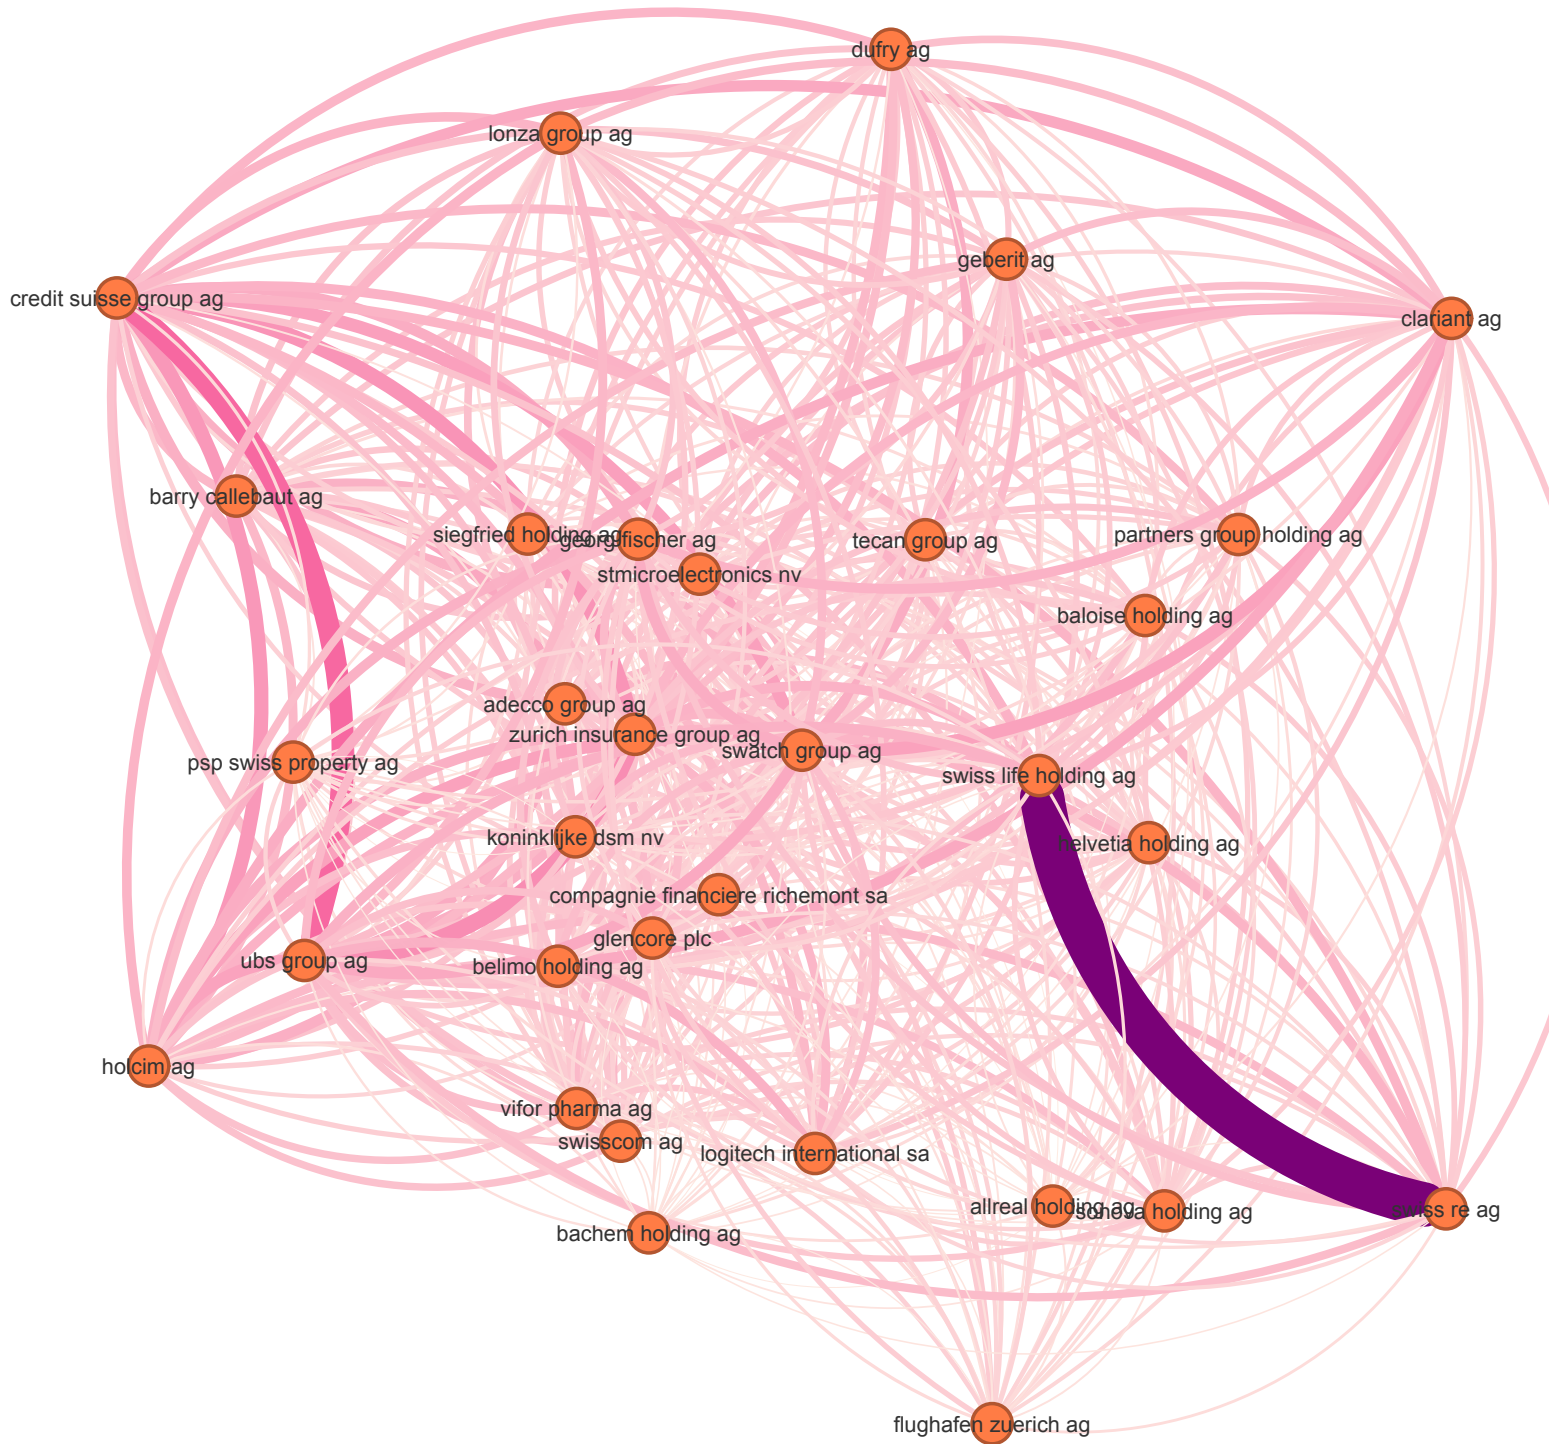 dufry ag
lonza group ag
geberit ag
credit suisse group ag
clariant ag
barry callebaut ag
siegfried holding ag
georg fischer ag
tecan group ag
partners group holding ag
stmicroelectronics nv
baloise holding ag
adecco group ag
zurich insurance group ag
swatch group ag
psp swiss property ag
swiss life holding ag
koninklijke dsm nv
helvetia holding ag
compagnie financiere richemont sa
glencore plc
ubs group ag
belimo holding ag
holcim ag
vifor pharma ag
swisscom ag
logitech international sa
allreal holding ag
sonova holding ag
swiss re ag
bachem holding ag
flughafen zuerich ag